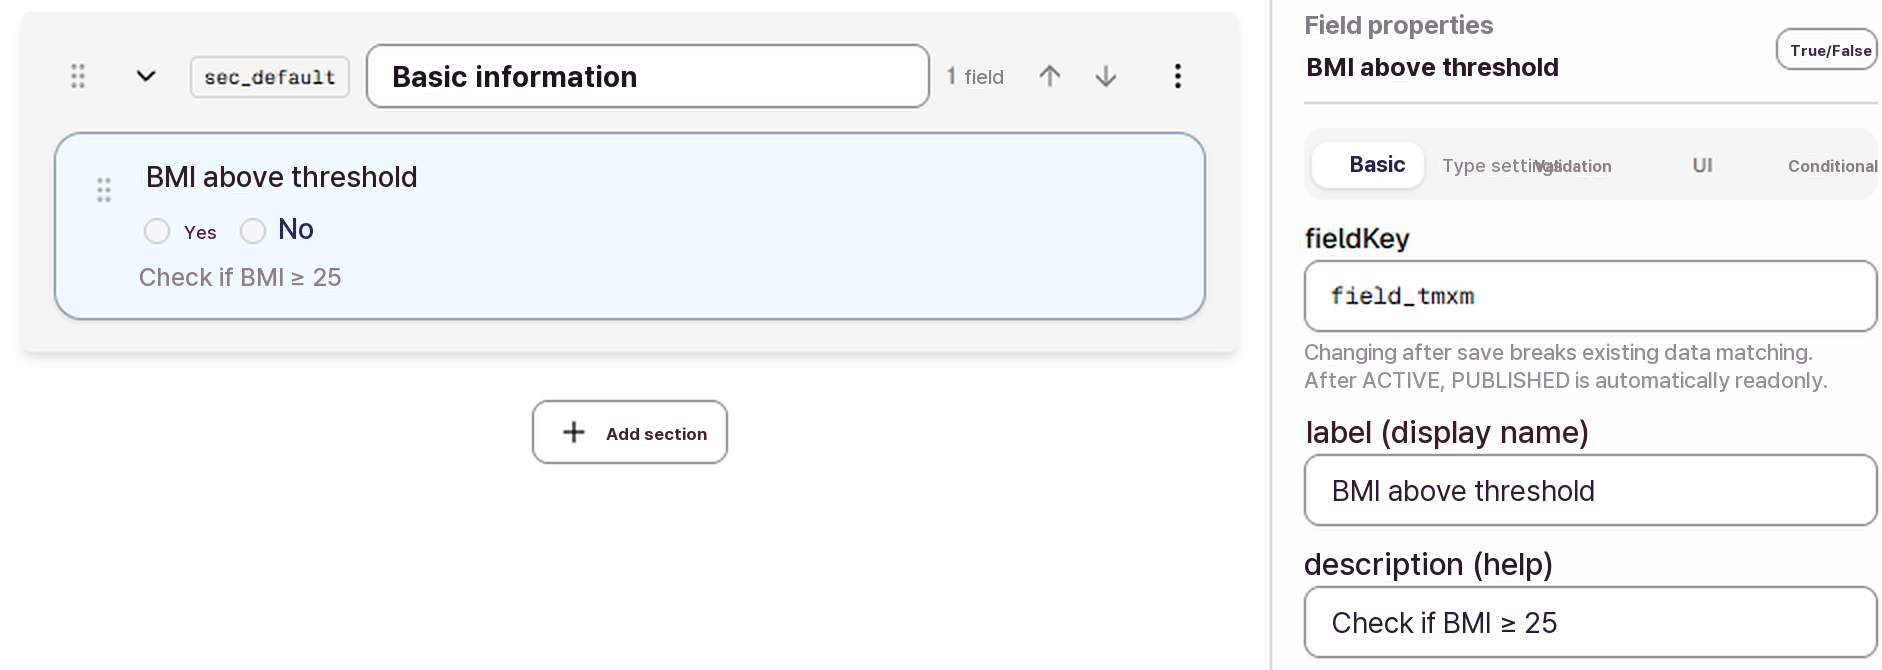 sec_default
Basic information
1 field
BMI above threshold
Yes No
Check if BMI ≥ 25
Add section
Field properties
BMI above threshold
True/False
Basic Type settings Validation UI Conditional
fieldKey
field_tmxm
Changing after save breaks existing data matching.
After ACTIVE, PUBLISHED is automatically readonly.
label (display name)
BMI above threshold
description (help)
Check if BMI ≥ 25